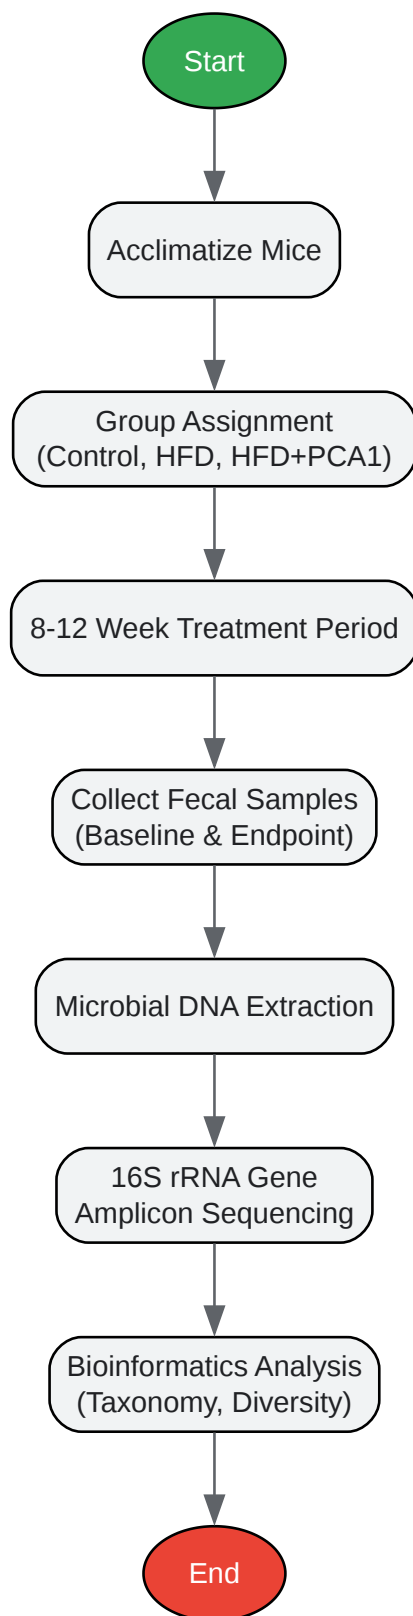 Start
Acclimatize Mice
Group Assignment
(Control, HFD, HFD+PCA1)
8-12 Week Treatment Period
Collect Fecal Samples
(Baseline & Endpoint)
Microbial DNA Extraction
16S rRNA Gene
Amplicon Sequencing
Bioinformatics Analysis
(Taxonomy, Diversity)
End